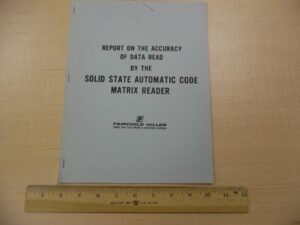 REPORT ON THE ACCURACY
OF DATA READ
BY THE
SOLID STATE AUTOMATIC CODE
MATRIX READER
FAIRCHILD HILLER